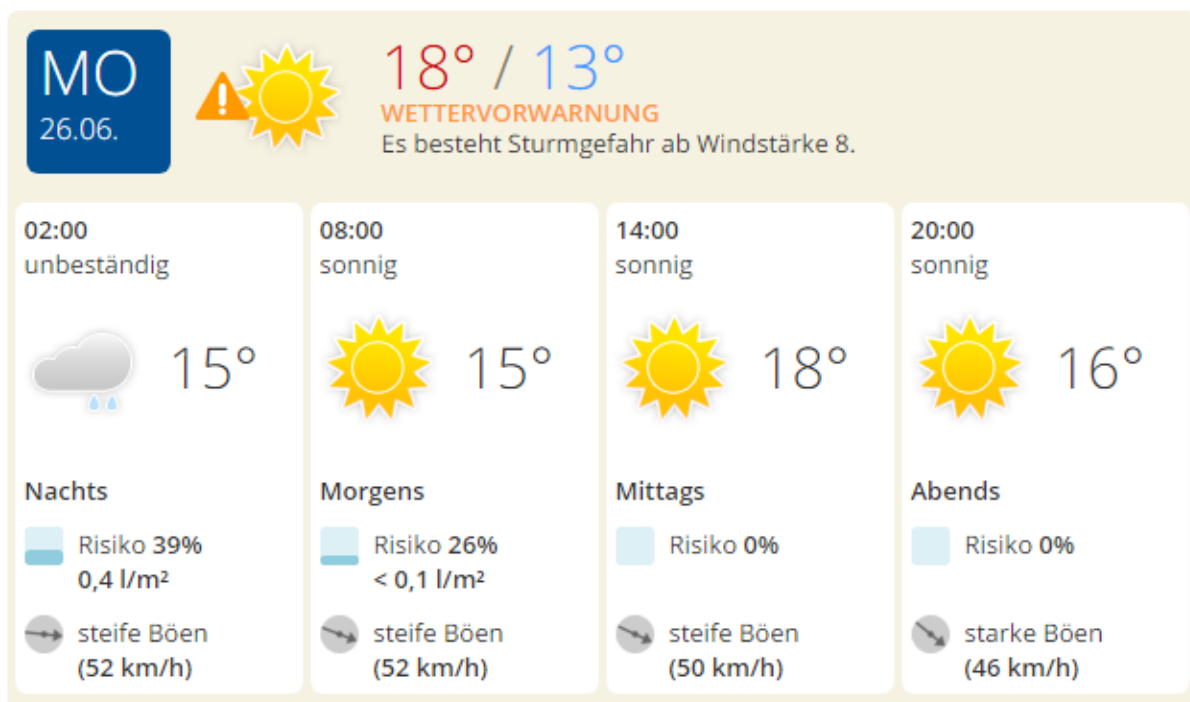 MO
26.06.
18° / 13°
WETTERVORWARNUNG
Es besteht Sturmgefahr ab Windstärke 8.
02:00
unbeständig
15°
Nachts
Risiko 39%
0,4 l/m²
steife Böen
(52 km/h)
08:00
sonnig
15°
Morgens
Risiko 26%
< 0,1 l/m²
steife Böen
(52 km/h)
14:00
sonnig
18°
Mittags
Risiko 0%
steife Böen
(50 km/h)
20:00
sonnig
16°
Abends
Risiko 0%
starke Böen
(46 km/h)